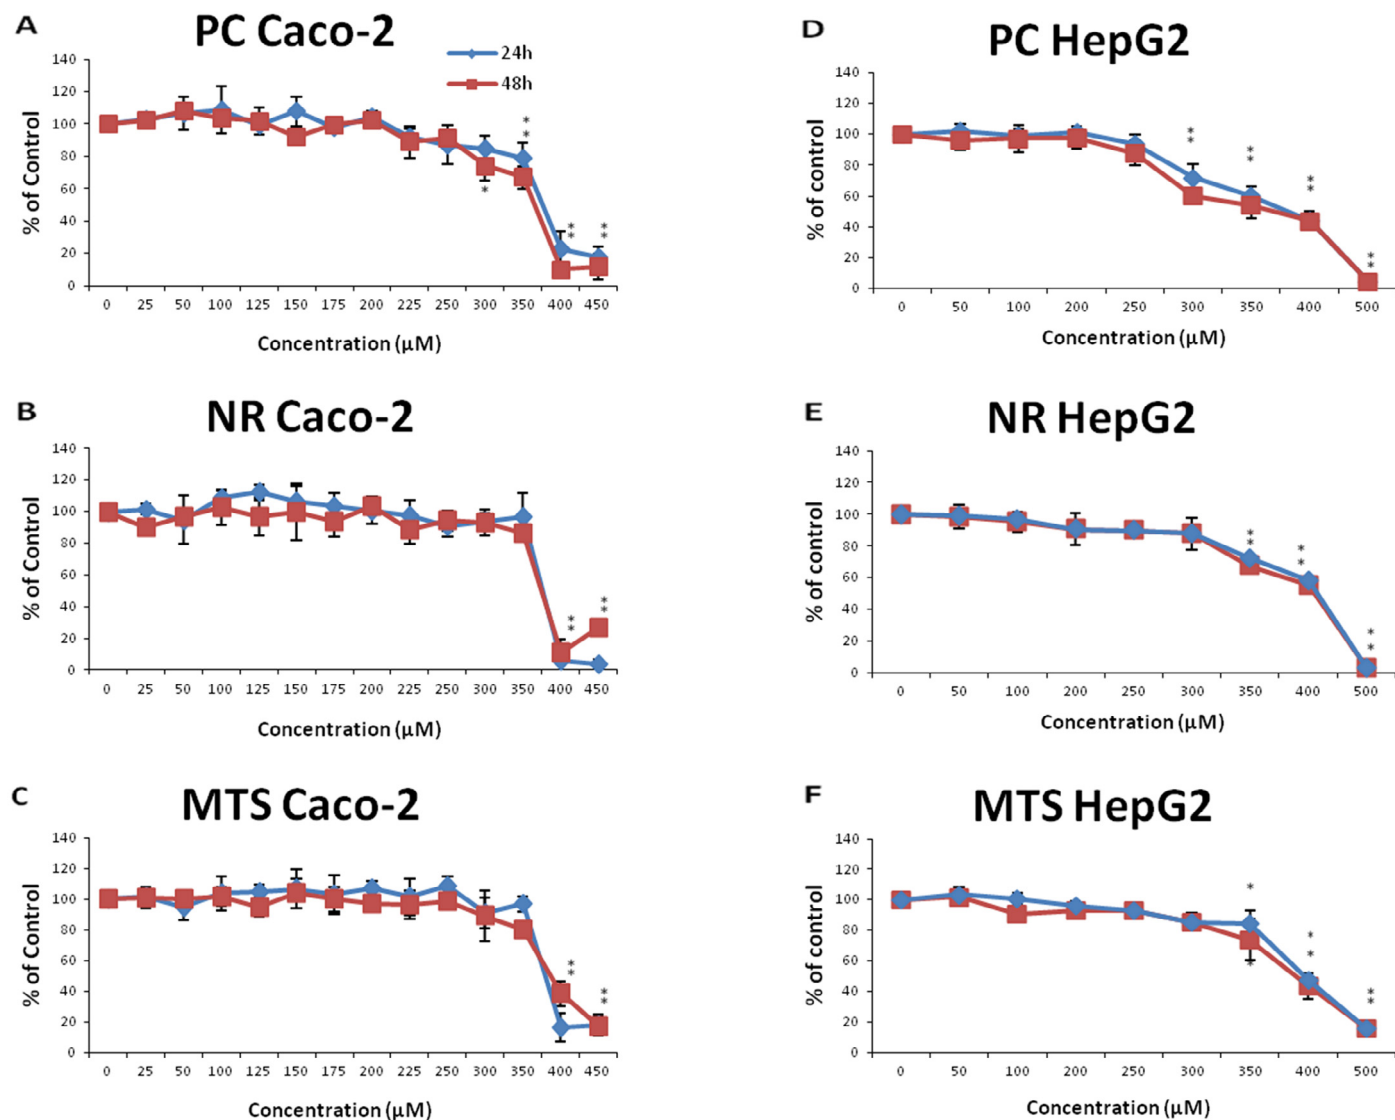 A
PC Caco-2
24h
48h
140
120
100
80
60
40
20
0
% of Control
0 25 50 100 125 150 175 200 225 250 300 350 400 450
Concentration (µM)
* * * * * * *
B
NR Caco-2
140
120
100
80
60
40
20
0
% of Control
0 25 50 100 125 150 175 200 225 250 300 350 400 450
Concentration (µM)
* * * *
C
MTS Caco-2
140
120
100
80
60
40
20
0
% of Control
0 25 50 100 125 150 175 200 225 250 300 350 400 450
Concentration (µM)
* * * *
D
PC HepG2
140
120
100
80
60
40
20
0
% of control
0 50 100 200 250 300 350 400 500
Concentration (µM)
* * * * * * * *
E
NR HepG2
140
120
100
80
60
40
20
0
% of control
0 50 100 200 250 300 350 400 500
Concentration (µM)
* * * * * *
F
MTS HepG2
140
120
100
80
60
40
20
0
% of control
0 50 100 200 250 300 350 400 500
Concentration (µM)
* * * * * *